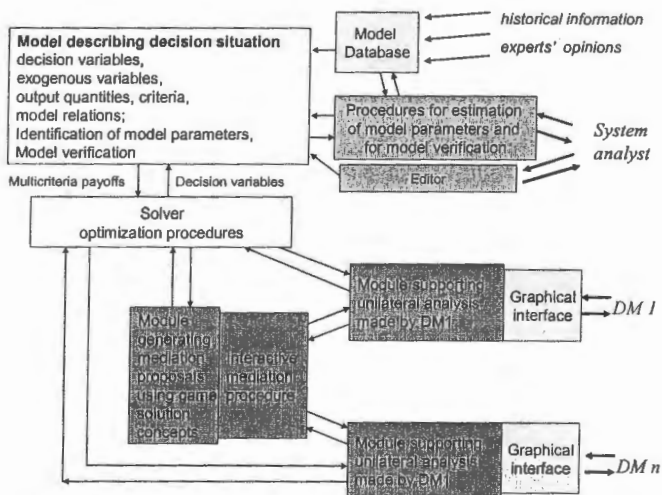 Model describing decision situation
decision variables,
exogenous variables,
output quantities, criteria,
model relations;
Identification of model parameters,
Model verification
Model
Database
historical information
experts' opinions
Procedures for estimation
of model parameters and
for model verification
Editor
System
analyst
Multicriteria payoffs
Decision variables
Solver
optimization procedures
Module supporting
unilateral analysis
made by DM1
Graphical
interface
DM 1
Module
generating
mediation
proposals
using game
solution
concepts
Interactive
mediation
procedure
Module supporting
unilateral analysis
made by DM1
Graphical
interface
DM n